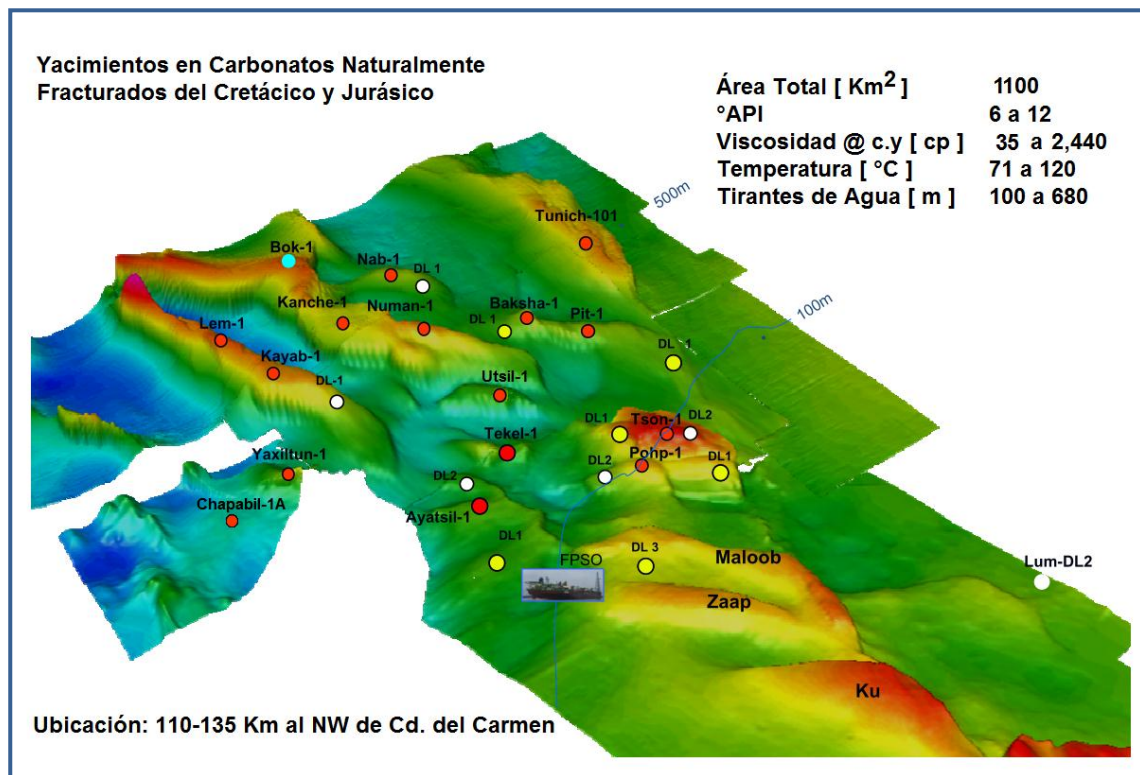 Yacimientos en Carbonatos Naturalmente
Fracturados del Cretácico y Jurásico
Área Total [ Km2 ] 1100
°API 6 a 12
Viscosidad @ c.y [ cp ] 35 a 2,440
Temperatura [ °C ] 71 a 120
Tirantes de Agua [ m ] 100 a 680
500m
Tunich-101
Bok-1
Nab-1
DL 1
Kanche-1
Numan-1
Baksha-1
Pit-1
DL 1
100m
Lem-1
Kayab-1
DL-1
DL 1
Utsil-1
Tekel-1
DL1
Tson-1
DL2
Pohp-1
DL2
DL1
Yaxiltun-1
DL2
Chapabil-1A
Ayatsil-1
DL1
FPSO
DL 3
Maloob
Lum-DL2
Zaap
Ku
Ubicación: 110-135 Km al NW de Cd. del Carmen